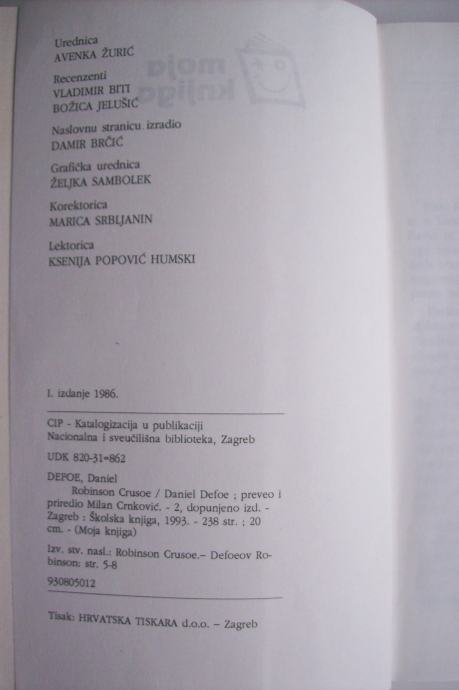 Urednica
AVENKA ŽURIĆ
Recenzenti
VLADIMIR BITI
BOŽICA JELUŠIĆ
Naslovnu stranicu izradio
DAMIR BRČIĆ
Grafička urednica
ŽELJKA SAMBOLEK
Korektorica
MARICA SRBLJANIN
Lektorica
KSENIJA POPOVIĆ HUMSKI
moja
knjiga
I. izdanje 1986.
CIP - Katalogizacija u publikaciji
Nacionalna i sveučilišna biblioteka, Zagreb
UDK 820-31=862
DEFOE, Daniel
Robinson Crusoe / Daniel Defoe ; preveo i
priredio Milan Crnković. - 2, dopunjeno izd. -
Zagreb : Školska knjiga, 1993. - 238 str. ; 20
cm. - (Moja knjiga)
Izv. stv. nasl.: Robinson Crusoe.— Defoeov Ro-
binson: str. 5-8
930805012
Tisak: HRVATSKA TISKARA d.o.o. – Zagreb